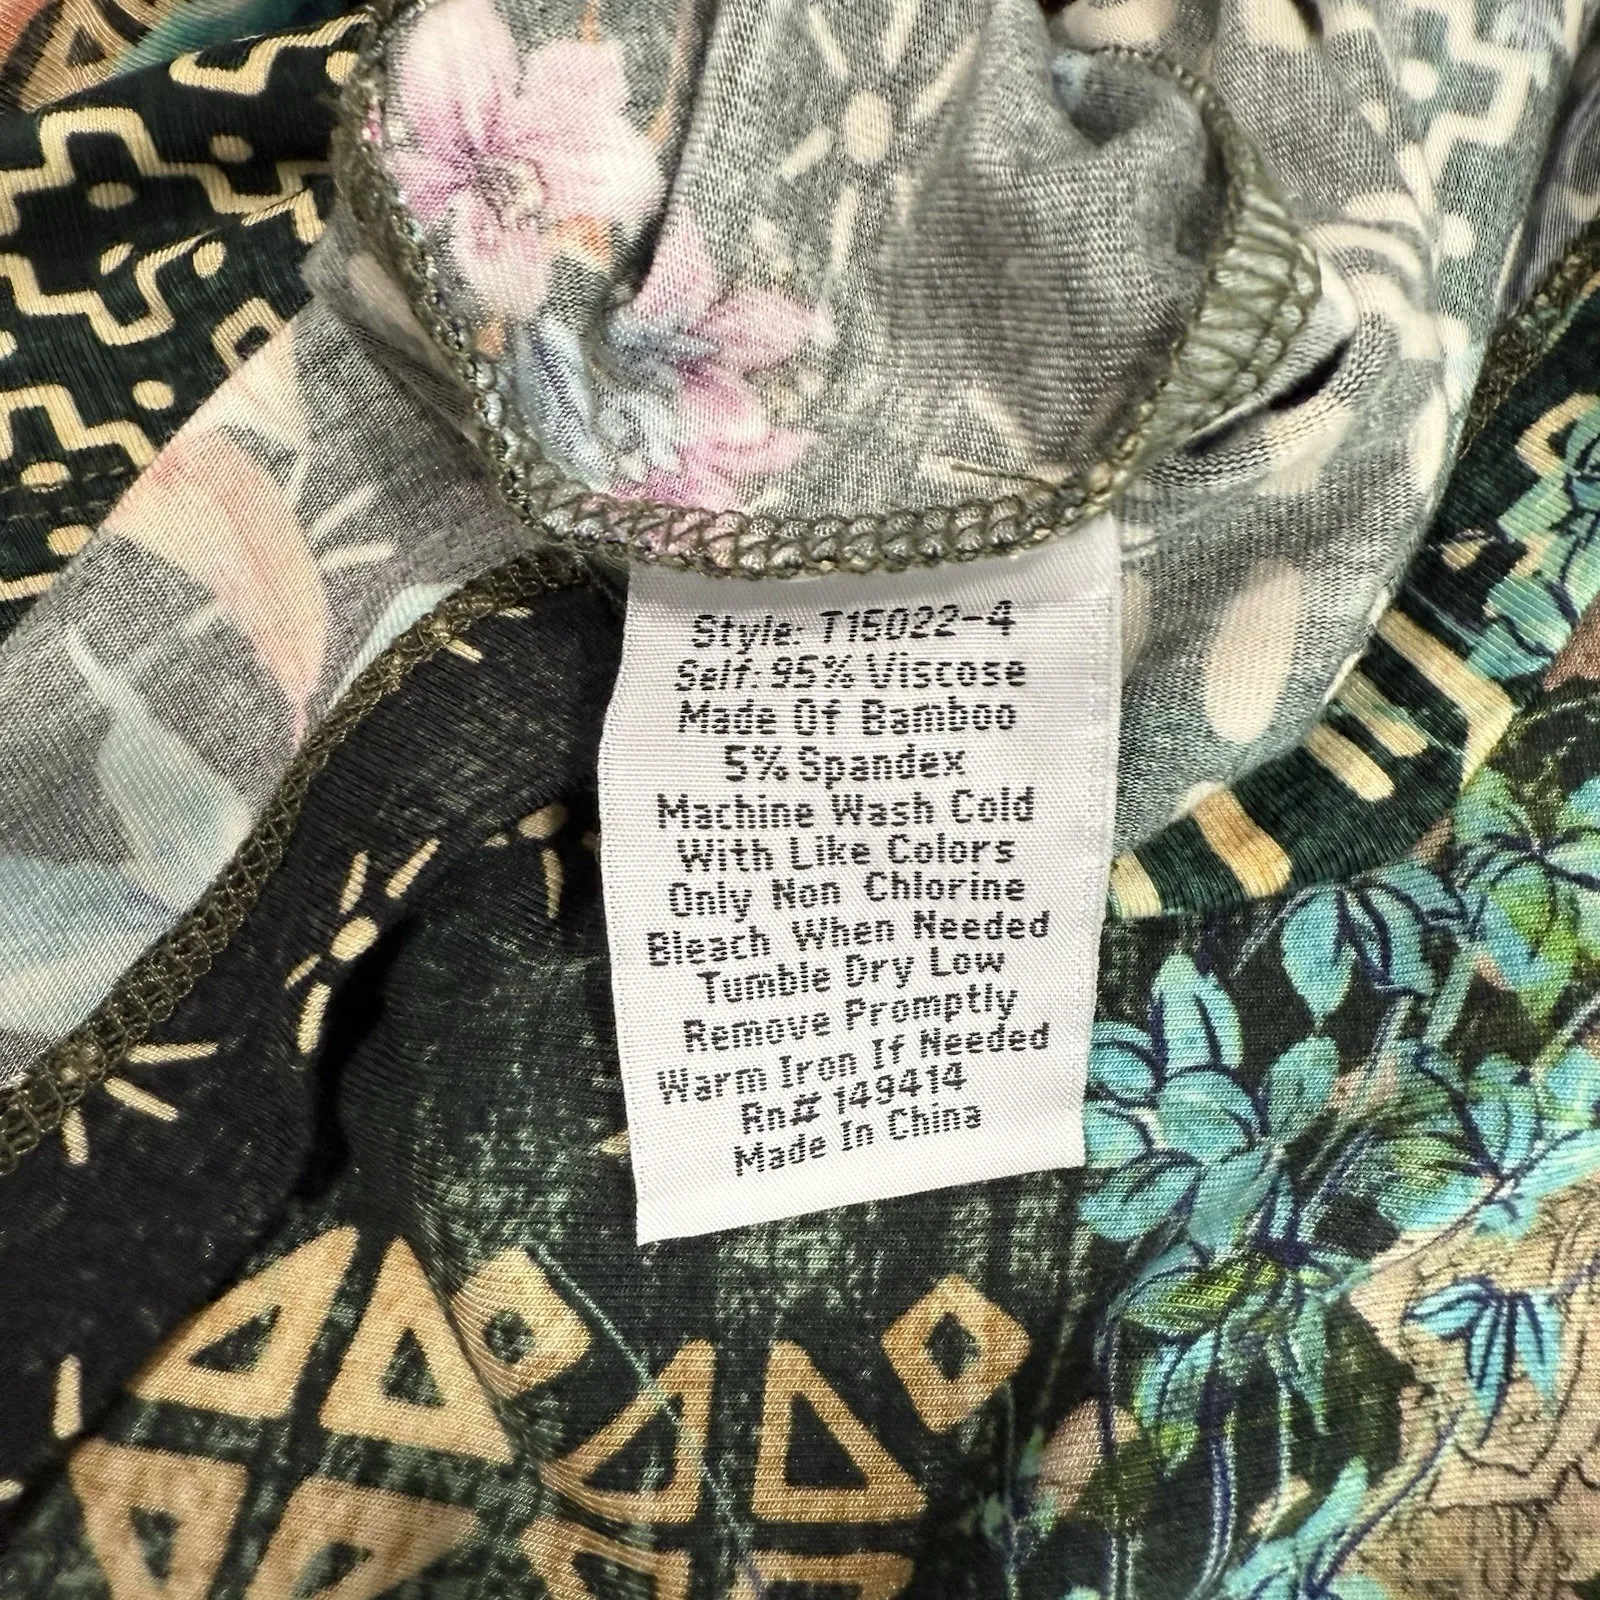 Style: T15022-4
Self: 95% Viscose
Made Of Bamboo
5% Spandex
Machine Wash Cold
With Like Colors
Only Non Chlorine
Bleach When Needed
Tumble Dry Low
Remove Promptly
Warm Iron If Needed
Rn# 149414
Made In China